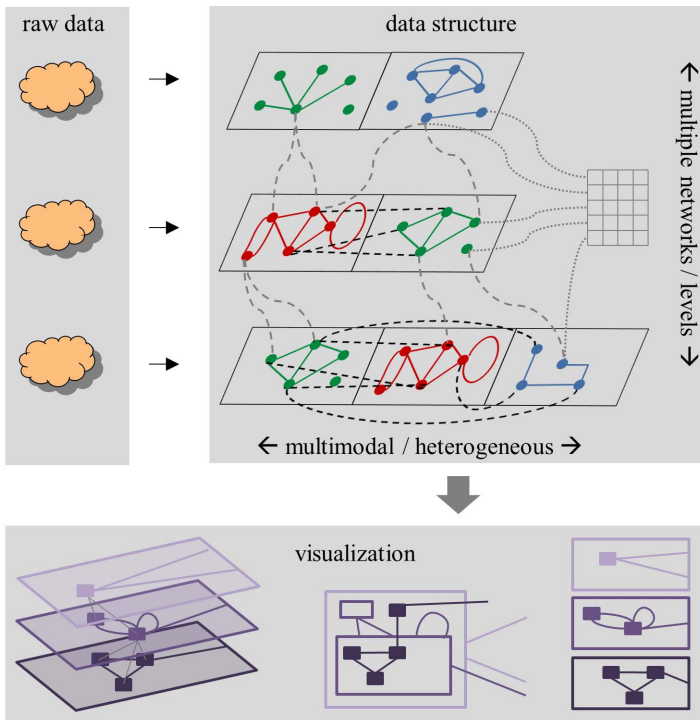 raw data
data structure
← multiple networks / levels →
← multimodal / heterogeneous →
visualization